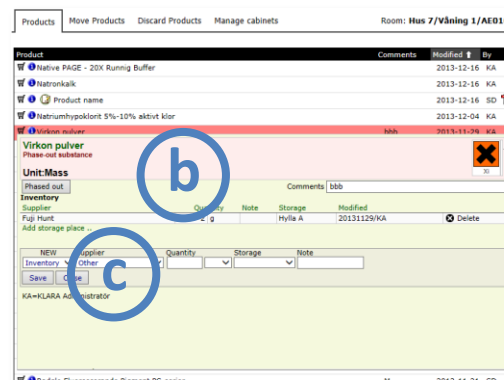 Products Move Products Discard Products Manage cabinets Room: Hus 7/Våning 1/AE01
Product Comments Modified By
Native PAGE - 20X Runnig Buffer 2013-12-16 KA
Natronkalk 2013-12-16 KA
Product name 2013-12-16 SD
Natriumhypoklorit 5%-10% aktivt klor 2013-12-04 KA
Virkon pulver bbb 2013-11-29 KA
Virkon pulver
Phase-out substance
30
Unit:Mass
Phased out Comments bbb
Inventory
Supplier Quantity Note Storage Modified
Fuji Hunt 2 g Hylla A 20131129/KA Delete
Add storage place ..
NEW Supplier Quantity Storage Note
Inventory Other
Save
KA=KLARA Administratör
b
c